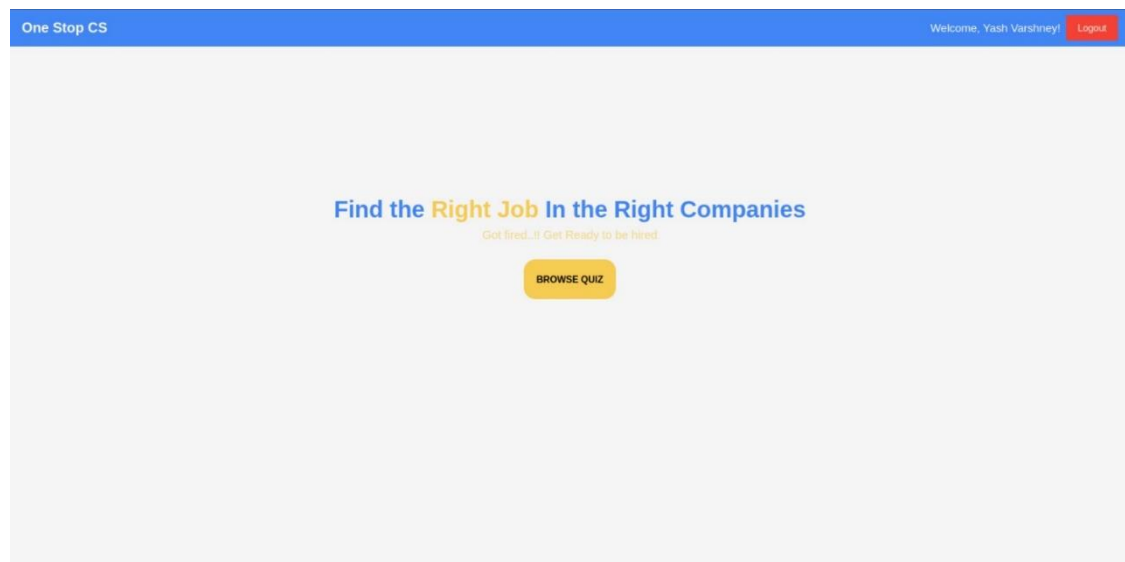 One Stop CS
Welcome, Yash Varshney!
Logout
Find the Right Job In the Right Companies
Got fired..!! Get Ready to be hired
BROWSE QUIZ